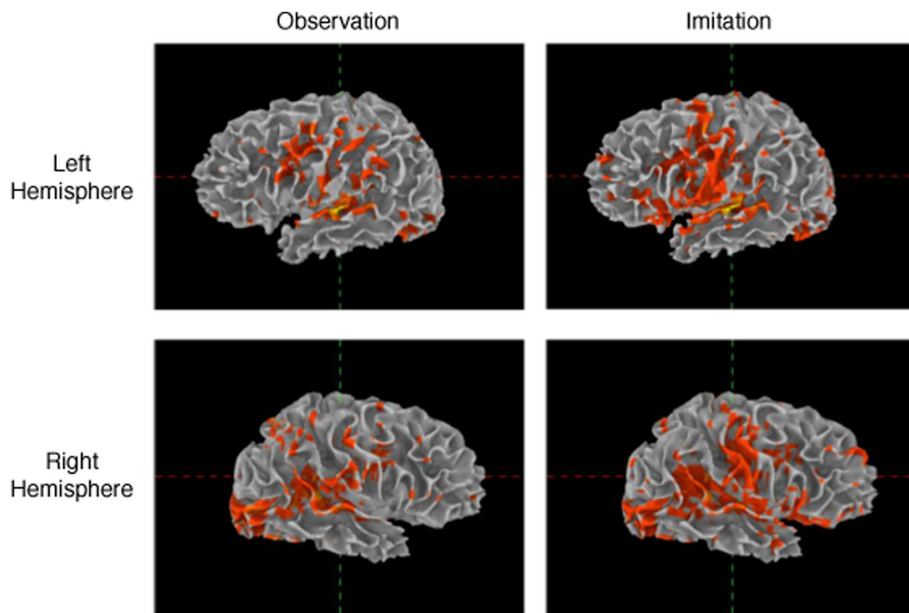 Observation
Imitation
Left
Hemisphere
Right
Hemisphere